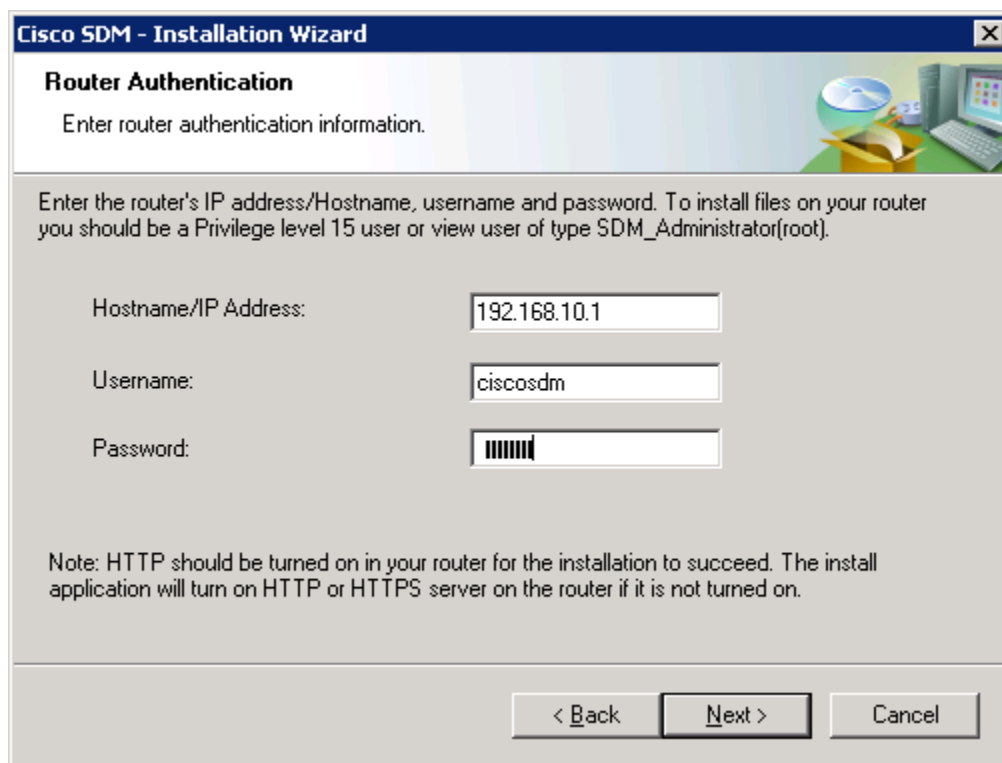 Cisco SDM - Installation Wizard
Router Authentication
Enter router authentication information.
Enter the router's IP address/Hostname, username and password. To install files on your router
you should be a Privilege level 15 user or view user of type SDM_Administrator(root).
Hostname/IP Address: 192.168.10.1
Username: ciscosdm
Password:
Note: HTTP should be turned on in your router for the installation to succeed. The install
application will turn on HTTP or HTTPS server on the router if it is not turned on.
< Back Next > Cancel